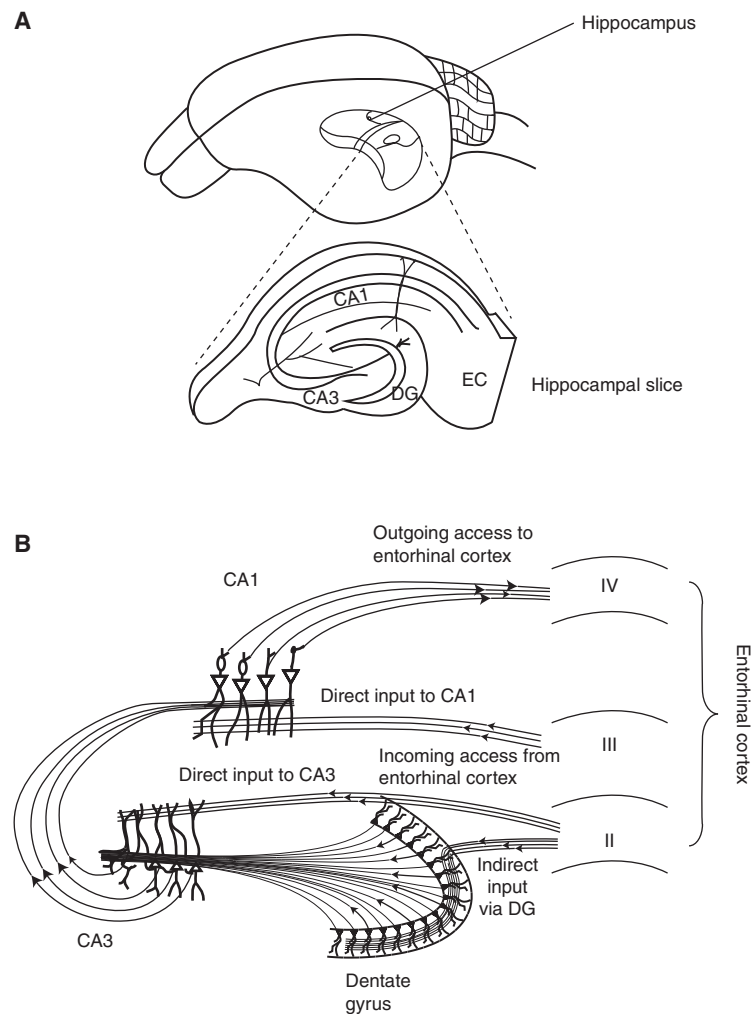 A
Hippocampus
CA1
CA3
DG
EC
Hippocampal slice
B
Outgoing access to
entorhinal cortex
CA1
IV
Direct input to CA1
III
Entorhinal cortex
Incoming access from
entorhinal cortex
Direct input to CA3
II
Indirect
input
via DG
CA3
Dentate
gyrus